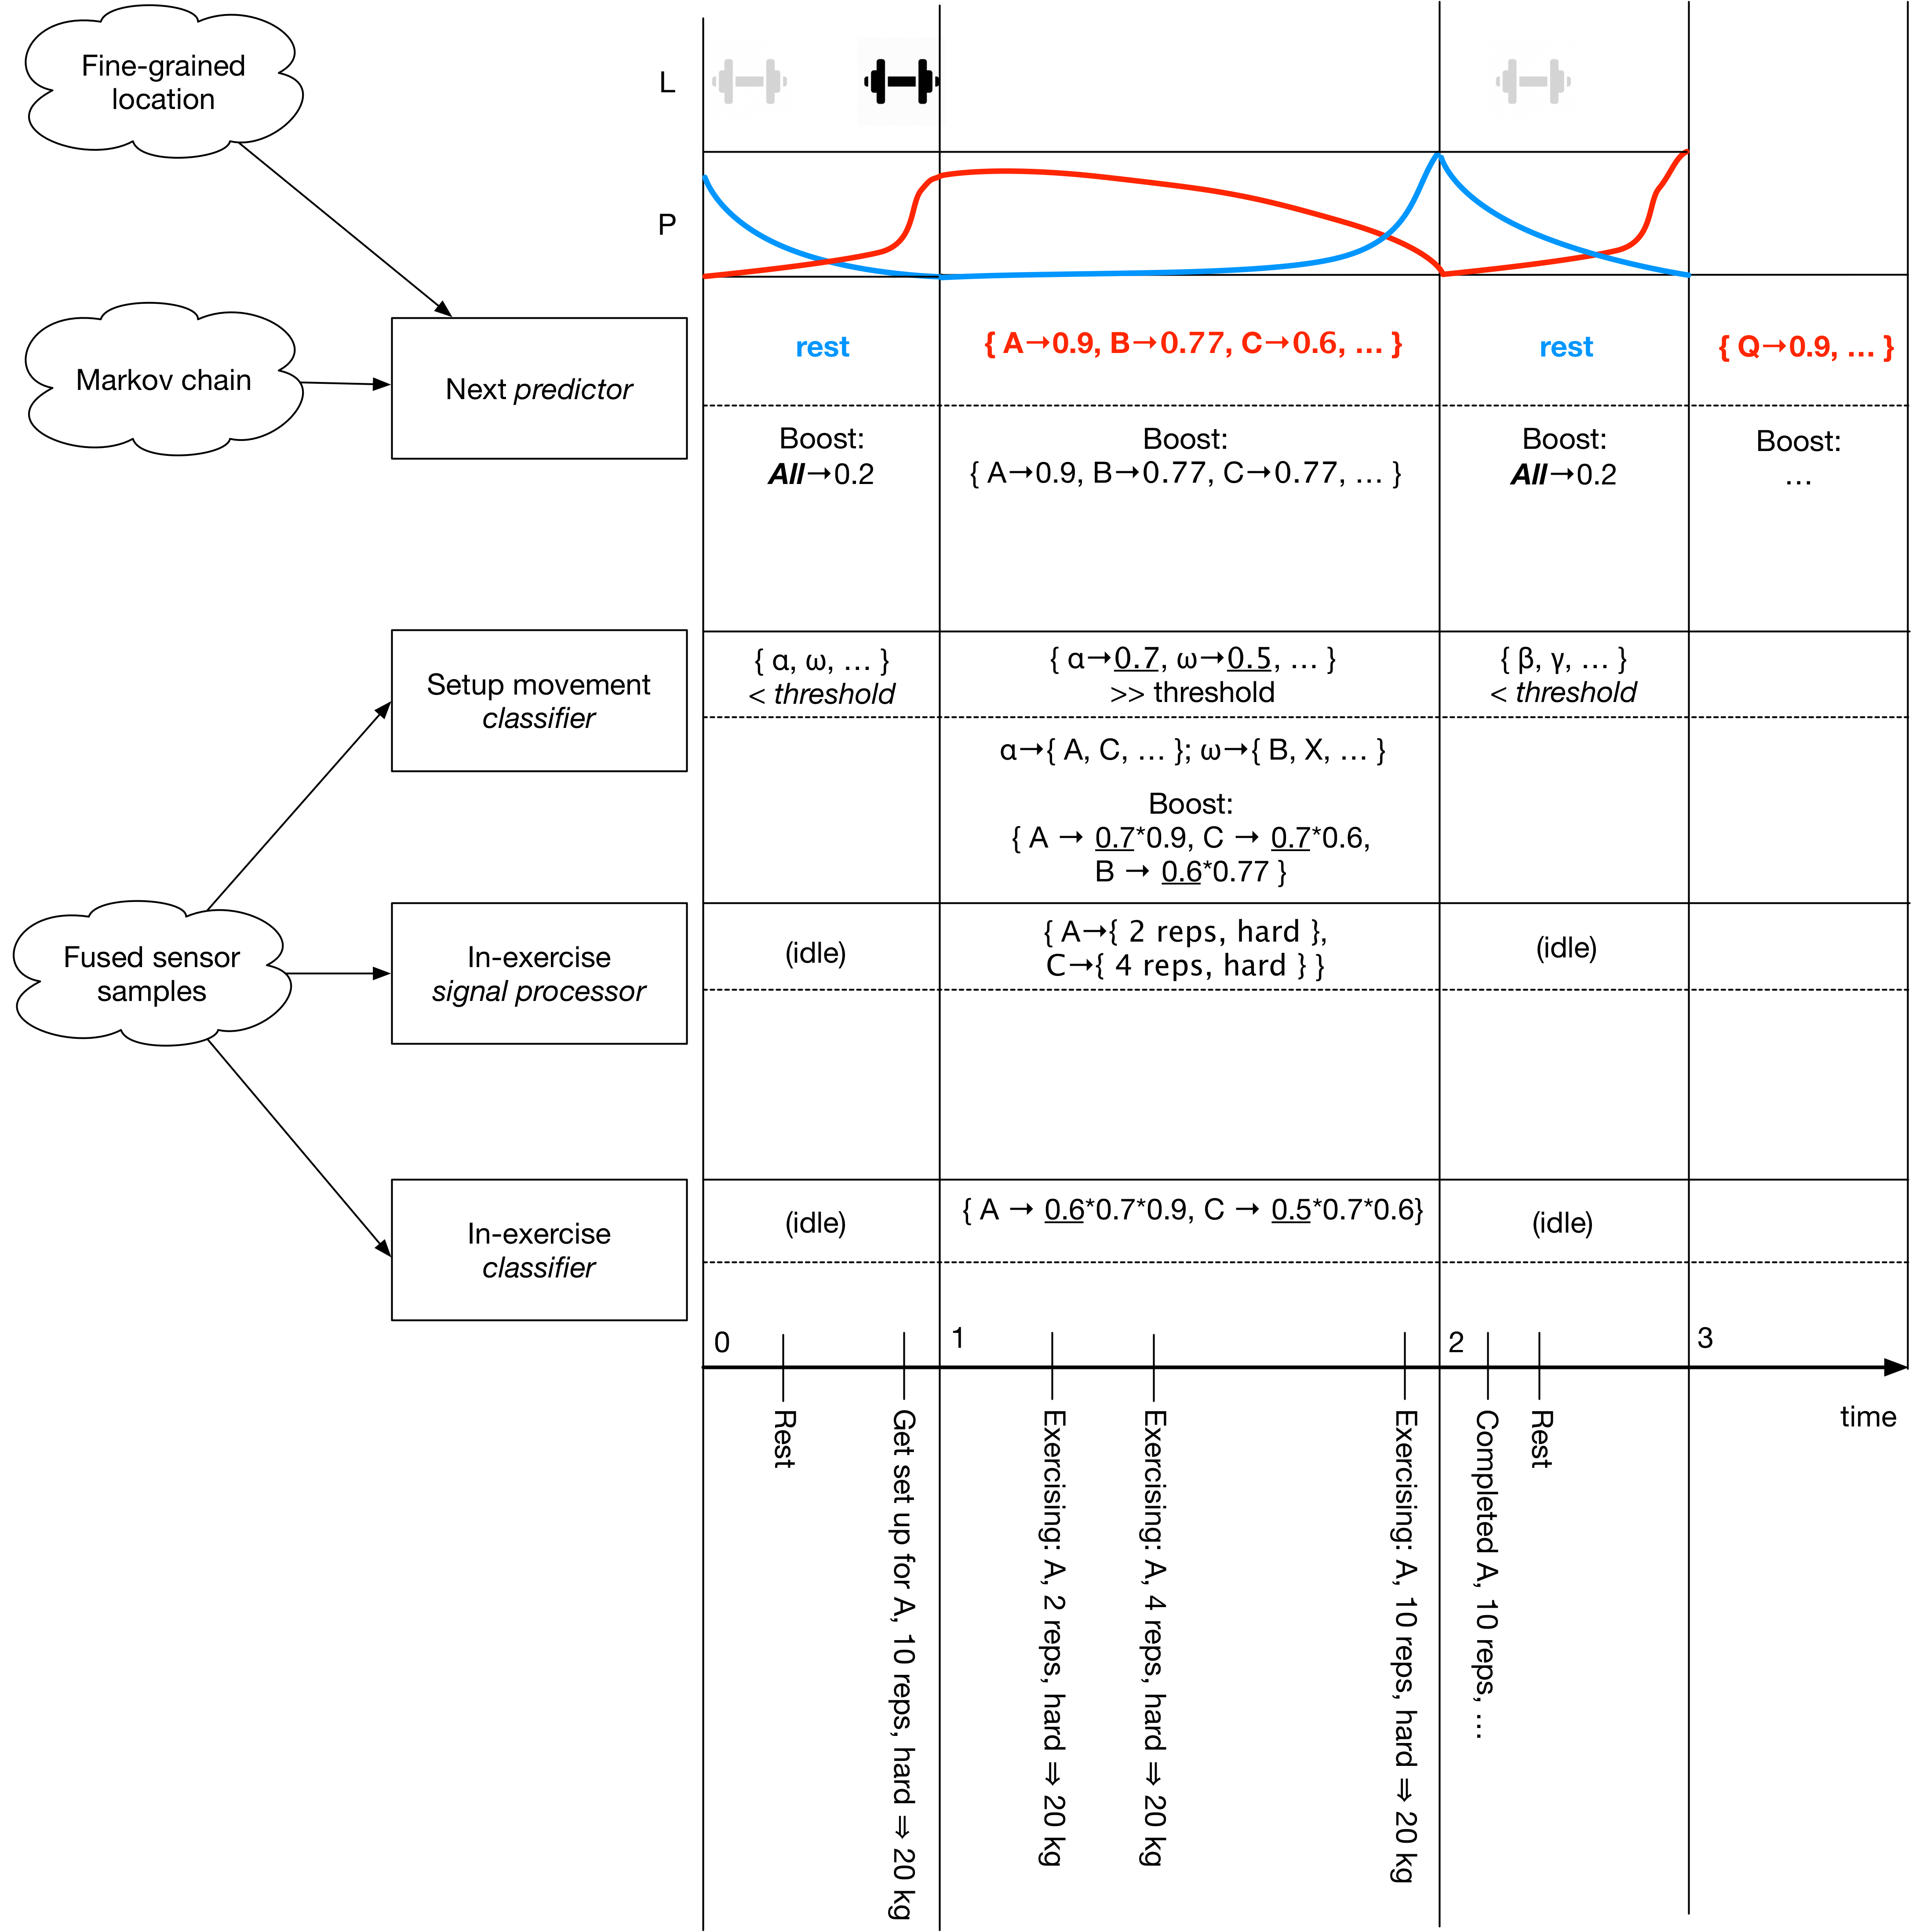 Fine-grained
location
L
P
Markov chain
Next predictor
rest
{ A→0.9, B→0.77, C→0.6, … }
rest
{ Q→0.9, … }
Boost:
All→0.2
Boost:
{ A→0.9, B→0.77, C→0.77, … }
Boost:
All→0.2
Boost:
…
Setup movement
classifier
{ α, ω, … }
< threshold
{ α→0.7, ω→0.5, … }
>> threshold
{ β, γ, … }
< threshold
α→{ A, C, … }; ω→{ B, X, … }
Boost:
{ A → 0.7*0.9, C → 0.7*0.6,
B → 0.6*0.77 }
Fused sensor
samples
In-exercise
signal processor
(idle)
{ A→{ 2 reps, hard },
C→{ 4 reps, hard } }
(idle)
In-exercise
classifier
(idle)
{ A → 0.6*0.7*0.9, C → 0.5*0.7*0.6}
(idle)
0
1
2
3
time
Rest
Get set up for A, 10 reps, hard ⇒ 20 kg
Exercising: A, 2 reps, hard ⇒ 20 kg
Exercising: A, 4 reps, hard ⇒ 20 kg
Exercising: A, 10 reps, hard ⇒ 20 kg
Completed A, 10 reps, …
Rest